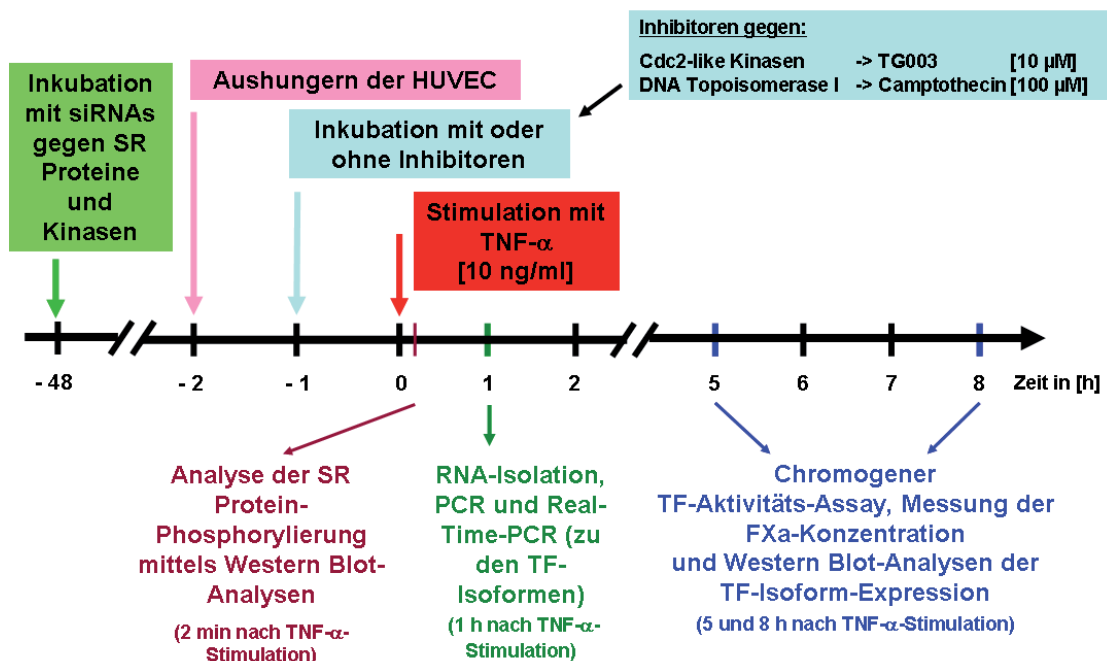 Inhibitoren gegen:
Cdc2-like Kinasen -> TG003 [10 µM]
DNA Topoisomerase I -> Camptothecin [100 µM]
Inkubation
mit siRNAs
gegen SR
Proteine
und
Kinasen
Aushungern der HUVEC
Inkubation mit oder
ohne Inhibitoren
Stimulation mit
TNF-α
[10 ng/ml]
- 48 - 2 - 1 0 1 2 5 6 7 8 Zeit in [h]
Analyse der SR
Protein-
Phosphorylierung
mittels Western Blot-
Analysen
(2 min nach TNF-α-
Stimulation)
RNA-Isolation,
PCR und Real-
Time-PCR (zu
den TF-
Isoformen)
(1 h nach TNF-α-
Stimulation)
Chromogener
TF-Aktivitäts-Assay, Messung der
FXa-Konzentration
und Western Blot-Analysen der
TF-Isoform-Expression
(5 und 8 h nach TNF-α-Stimulation)